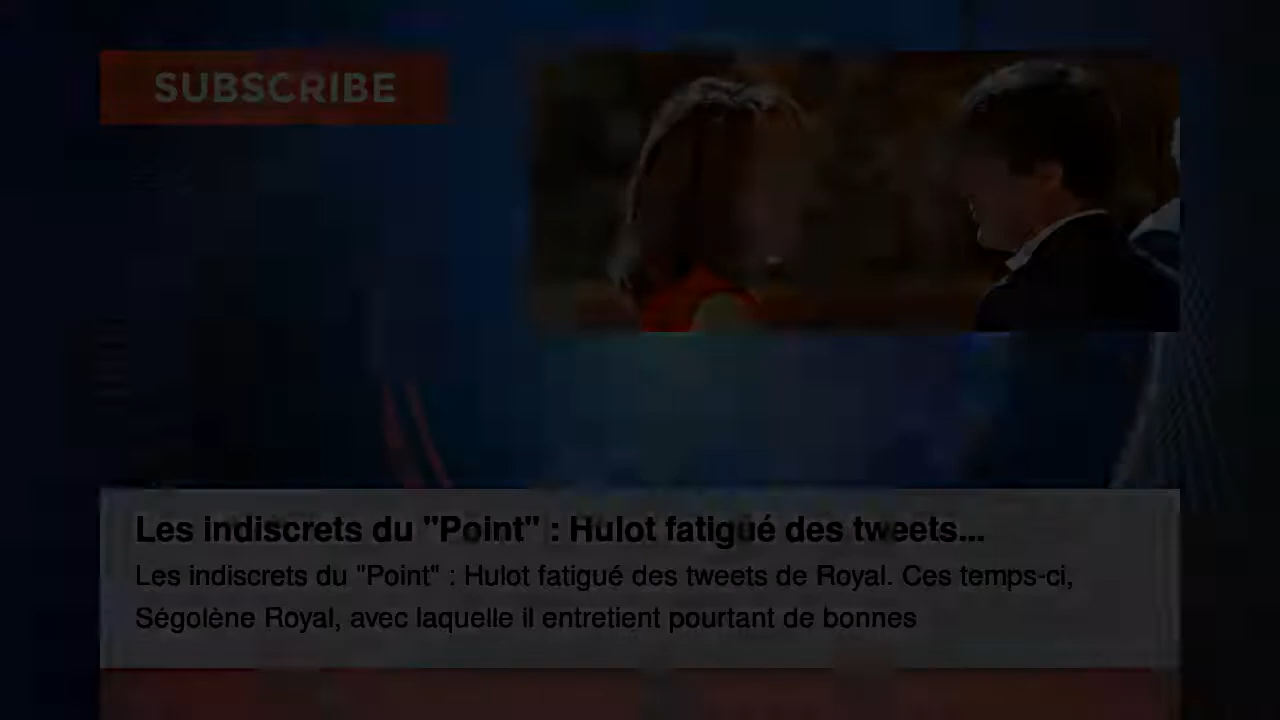 SUBSCRIBE
Les indiscrets du "Point" : Hulot fatigué des tweets...
Les indiscrets du "Point" : Hulot fatigué des tweets de Royal. Ces temps-ci,
Ségolène Royal, avec laquelle il entretient pourtant de bonnes